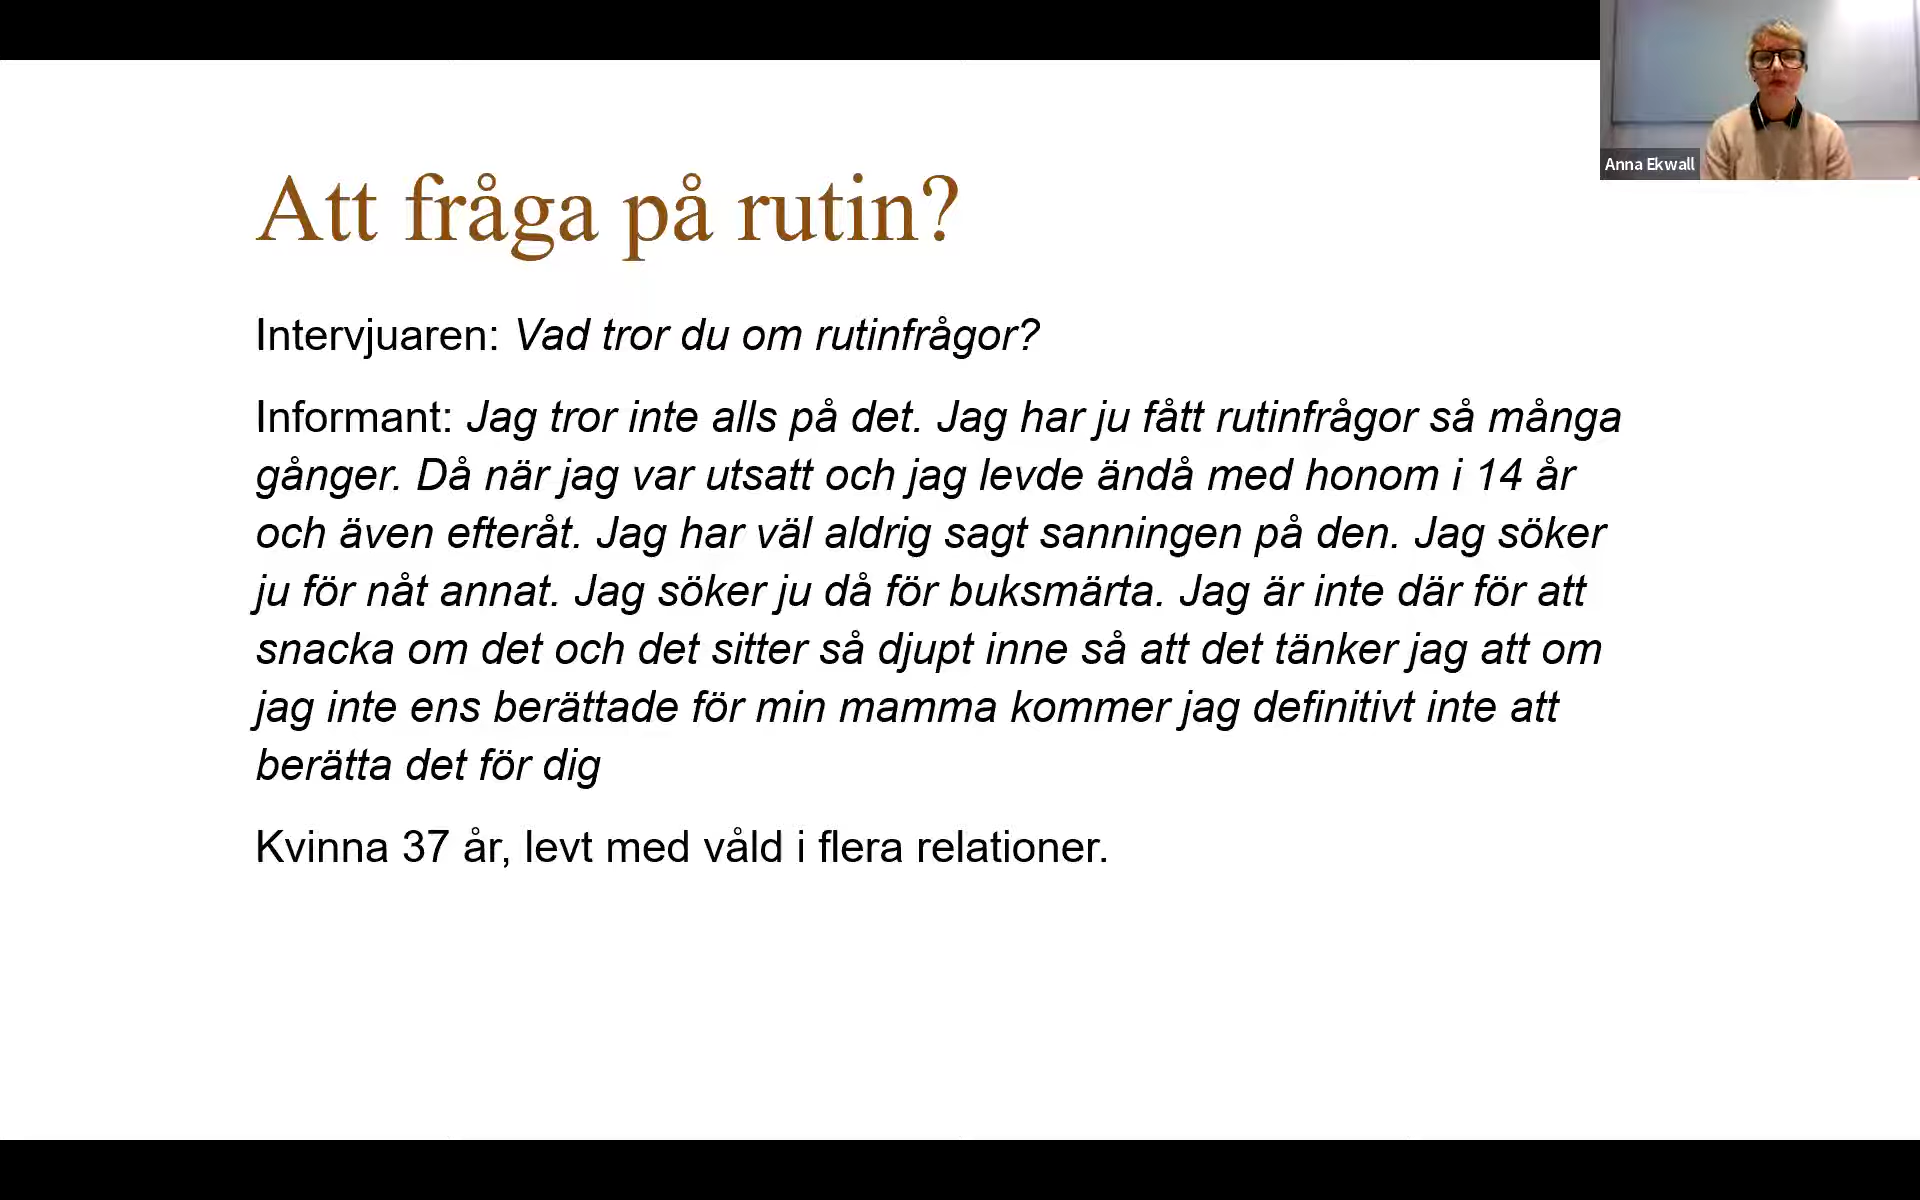 Anna Ekwall
Att fråga på rutin?
Intervjuaren: Vad tror du om rutinfrågor?
Informant: Jag tror inte alls på det. Jag har ju fått rutinfrågor så många
gånger. Då när jag var utsatt och jag levde ändå med honom i 14 år
och även efteråt. Jag har väl aldrig sagt sanningen på den. Jag söker
ju för nåt annat. Jag söker ju då för buksmärta. Jag är inte där för att
snacka om det och det sitter så djupt inne så att det tänker jag att om
jag inte ens berättade för min mamma kommer jag definitivt inte att
berätta det för dig
Kvinna 37 år, levt med våld i flera relationer.